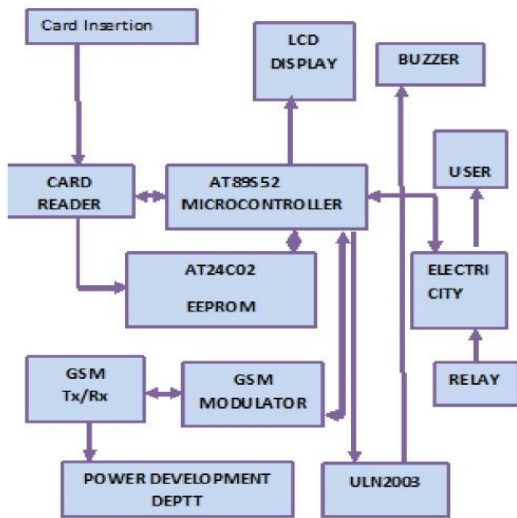 Card Insertion
LCD
DISPLAY
BUZZER
CARD
READER
AT89S52
MICROCONTROLLER
USER
AT24C02
EEPROM
ELECTRI
CITY
GSM
Tx/Rx
GSM
MODULATOR
RELAY
POWER DEVELOPMENT
DEPTT
ULN2003